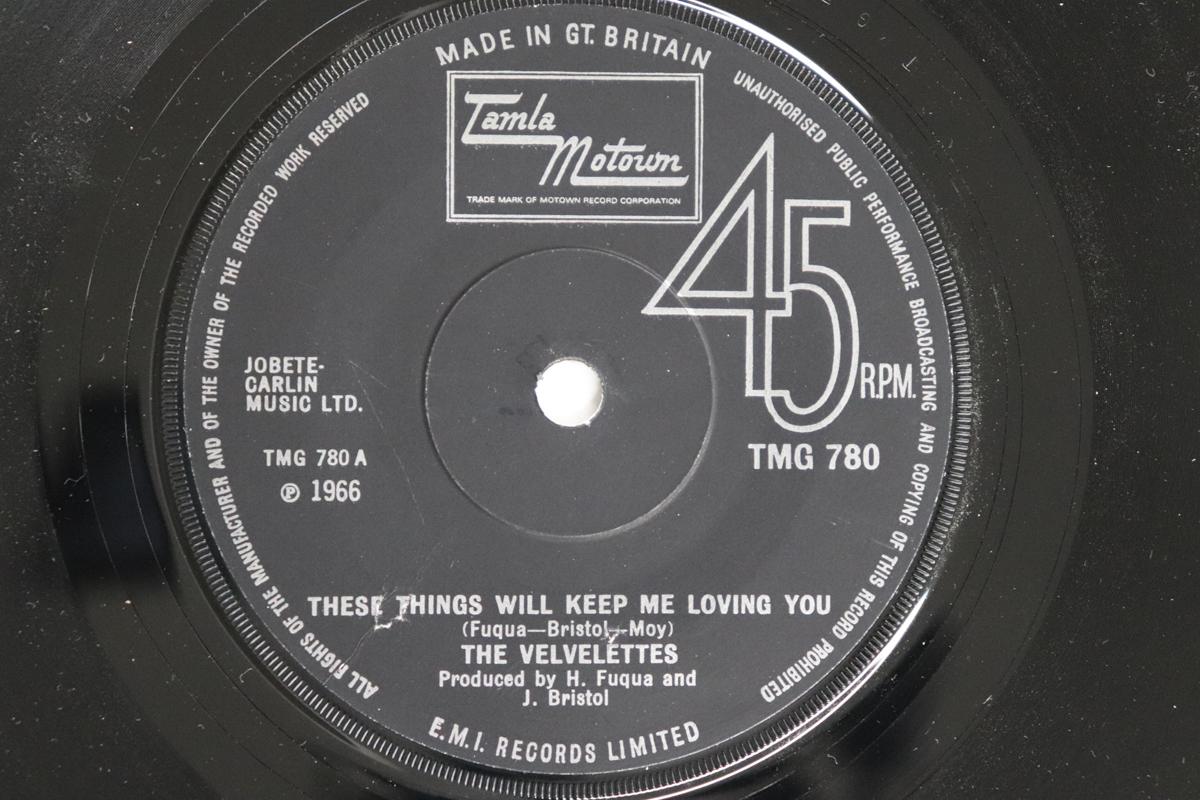 MADE IN GT. BRITAIN
Tamla
Motown
TRADE MARK OF MOTOWN RECORD CORPORATION
45
R.P.M.
TMG 780
JOBETE-
CARLIN
MUSIC LTD.
TMG 780 A
℗ 1966
THESE THINGS WILL KEEP ME LOVING YOU
(Fuqua—Bristol—Moy)
THE VELVELETTES
Produced by H. Fuqua and
J. Bristol
E.M.I. RECORDS LIMITED
ALL RIGHTS OF THE MANUFACTURER AND OF THE OWNER OF THE RECORDED WORK RESERVED
UNAUTHORISED PUBLIC PERFORMANCE BROADCASTING AND COPYING OF THIS RECORD PROHIBITED